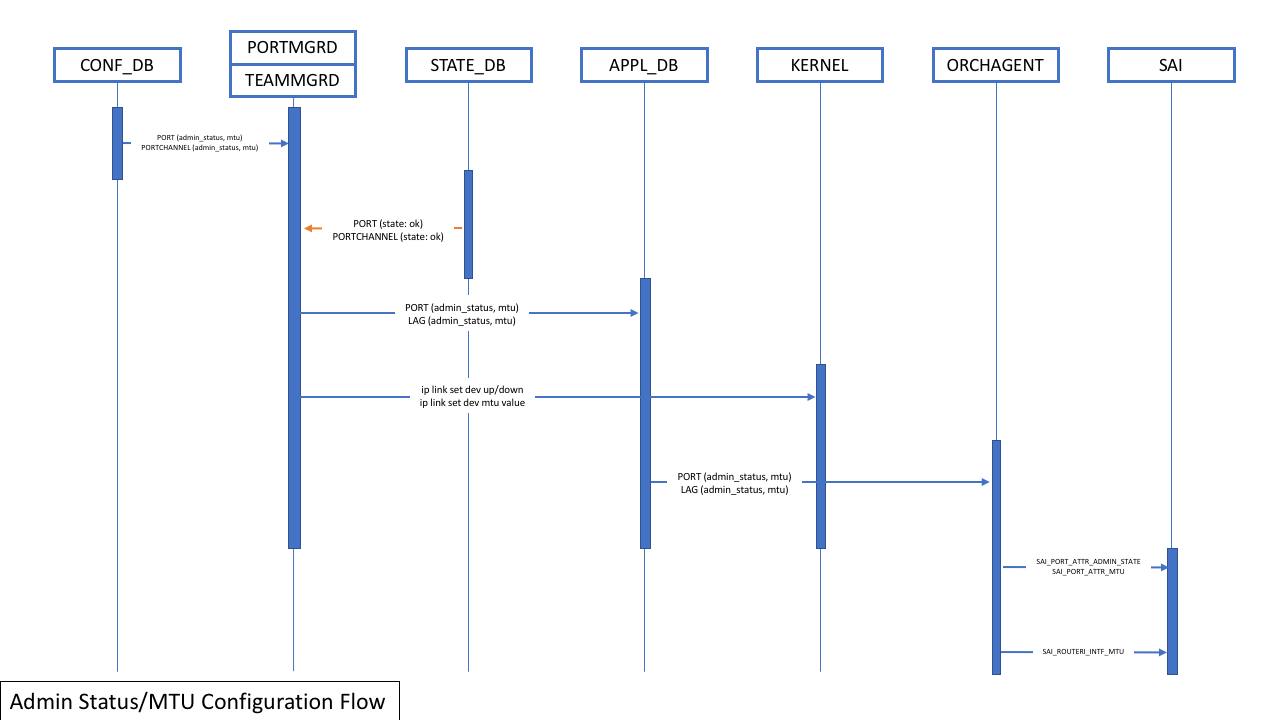 CONF_DB
PORTMGRD
TEAMMGRD
STATE_DB
APPL_DB
KERNEL
ORCHAGENT
SAI
PORT (admin_status, mtu)
PORTCHANNEL (admin_status, mtu)
PORT (state: ok)
PORTCHANNEL (state: ok)
PORT (admin_status, mtu)
LAG (admin_status, mtu)
ip link set dev up/down
ip link set dev mtu value
PORT (admin_status, mtu)
LAG (admin_status, mtu)
SAI_PORT_ATTR_ADMIN_STATE
SAI_PORT_ATTR_MTU
SAI_ROUTERI_INTF_MTU
Admin Status/MTU Configuration Flow